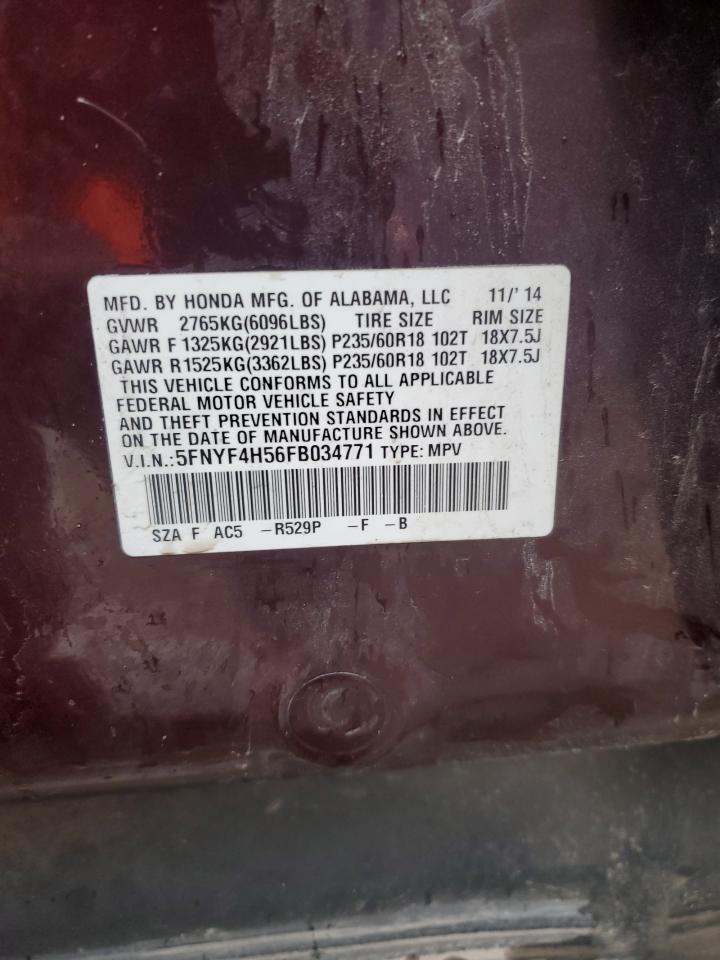 MFD. BY HONDA MFG. OF ALABAMA, LLC 11/'14
GVWR 2765KG(6096LBS) TIRE SIZE RIM SIZE
GAWR F 1325KG(2921LBS) P235/60R18 102T 18X7.5J
GAWR R1525KG(3362LBS) P235/60R18 102T 18X7.5J
THIS VEHICLE CONFORMS TO ALL APPLICABLE
FEDERAL MOTOR VEHICLE SAFETY
AND THEFT PREVENTION STANDARDS IN EFFECT
ON THE DATE OF MANUFACTURE SHOWN ABOVE.
V.I.N.:5FNYF4H56FB034771 TYPE: MPV
SZA F AC5 -R529P -F -B